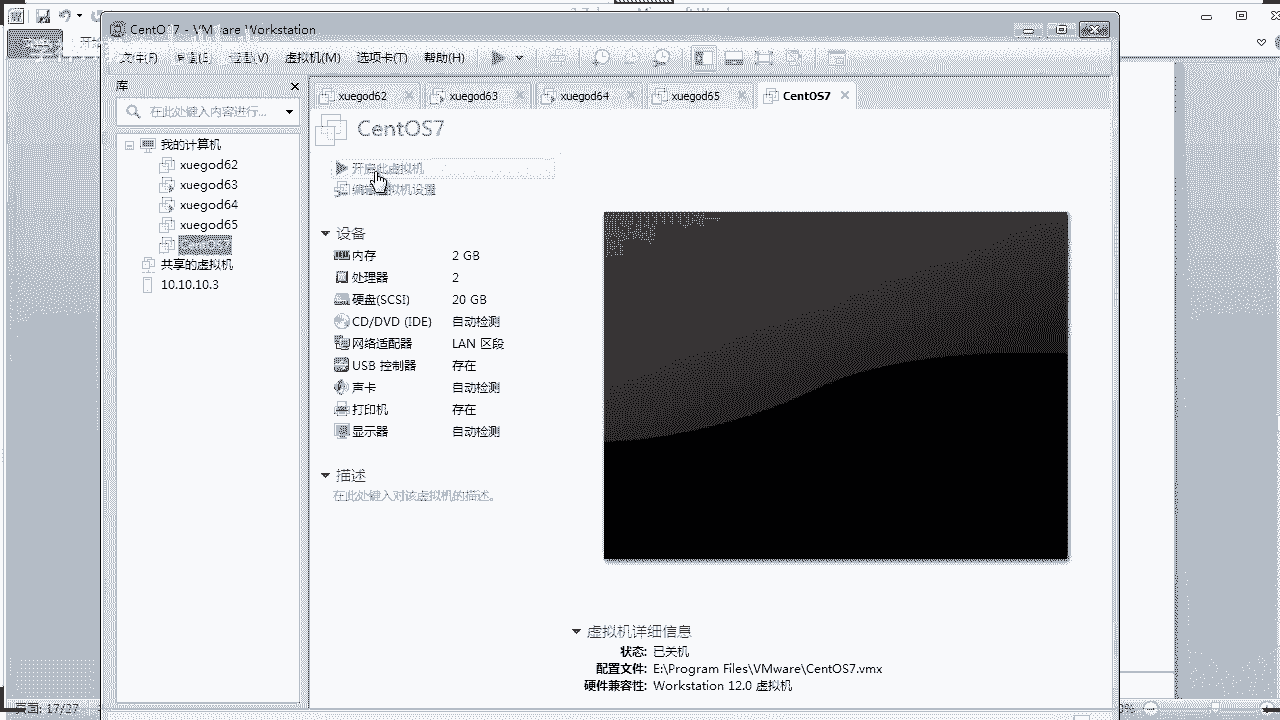 CentOS7 - VMware Workstation
虚拟机(M) 选项卡(T) 帮助(H)
库
在此处键入内容进行...
xuegod62
xuegod63
xuegod64
xuegod65
CentOS7
我的计算机
xuegod62
xuegod63
xuegod64
xuegod65
共享的虚拟机
10.10.10.3
CentOS7
开启此虚拟机
编辑虚拟机设置
设备
内存 2 GB
处理器 2
硬盘(SCSI) 20 GB
CD/DVD (IDE) 自动检测
网络适配器 LAN 区段
USB 控制器 存在
声卡 自动检测
打印机 存在
显示器 自动检测
描述
在此处键入对该虚拟机的描述。
虚拟机详细信息
状态: 已关机
配置文件: E:\Program Files\VMware\CentOS7.vmx
硬件兼容性: Workstation 12.0 虚拟机
页面: 17/27